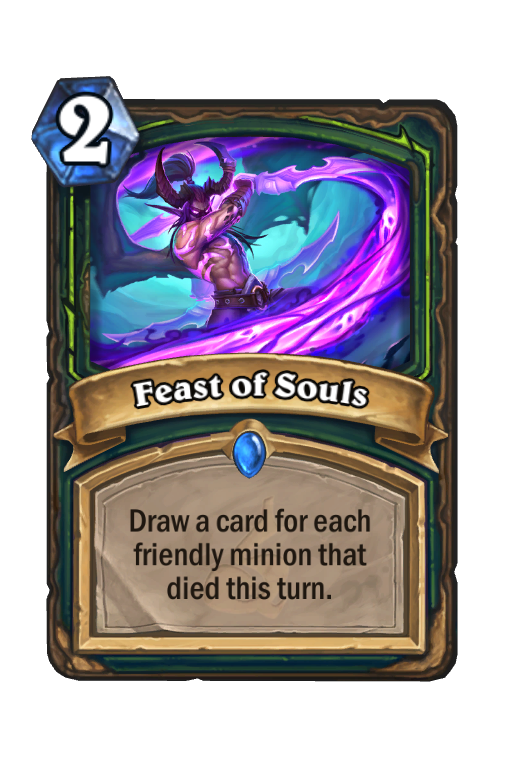 2
Feast of Souls
Draw a card for each
friendly minion that
died this turn.